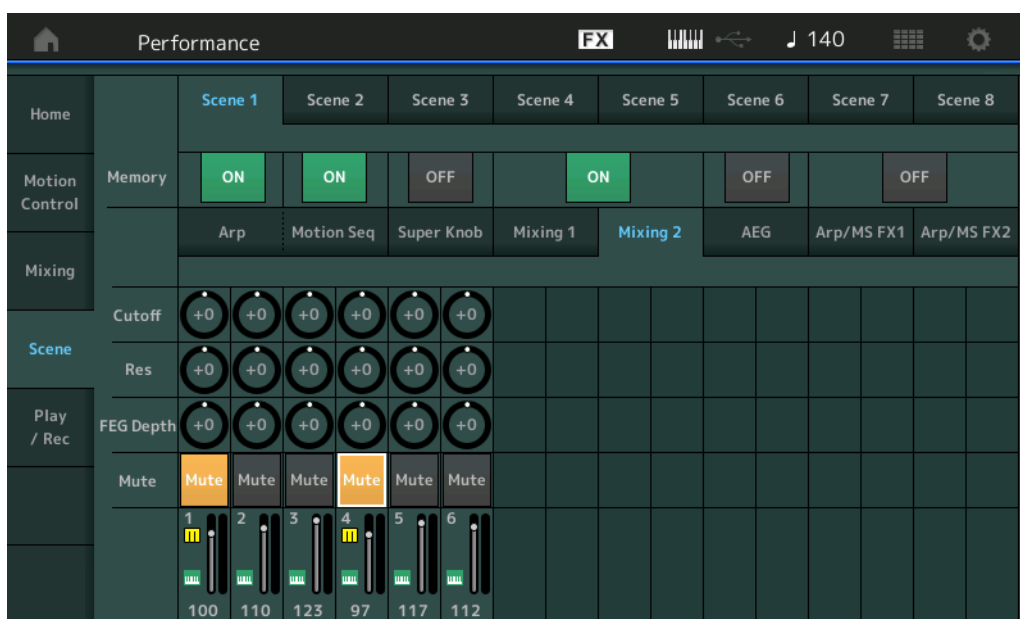 Performance FX 140
Scene 1 Scene 2 Scene 3 Scene 4 Scene 5 Scene 6 Scene 7 Scene 8
Home
Memory ON ON OFF ON OFF OFF
Motion
Control
Arp Motion Seq Super Knob Mixing 1 Mixing 2 AEG Arp/MS FX1 Arp/MS FX2
Mixing
Cutoff +0 +0 +0 +0 +0 +0
Scene
Res +0 +0 +0 +0 +0 +0
Play
/ Rec
FEG Depth +0 +0 +0 +0 +0 +0
Mute Mute Mute Mute Mute Mute Mute
1 2 3 4 5 6
100 110 123 97 117 112